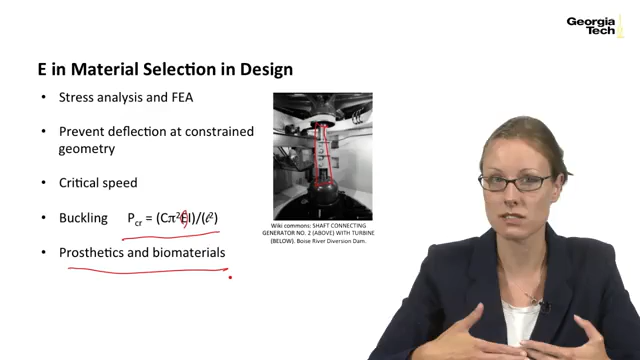 Georgia
Tech
E in Material Selection in Design
• Stress analysis and FEA
• Prevent deflection at constrained
geometry
• Critical speed
• Buckling P_cr = (Cπ²EI)/(ℓ²)
• Prosthetics and biomaterials
Wiki commons: SHAFT CONNECTING
GENERATOR NO. 2 (ABOVE) WITH TURBINE
(BELOW). Boise River Diversion Dam.